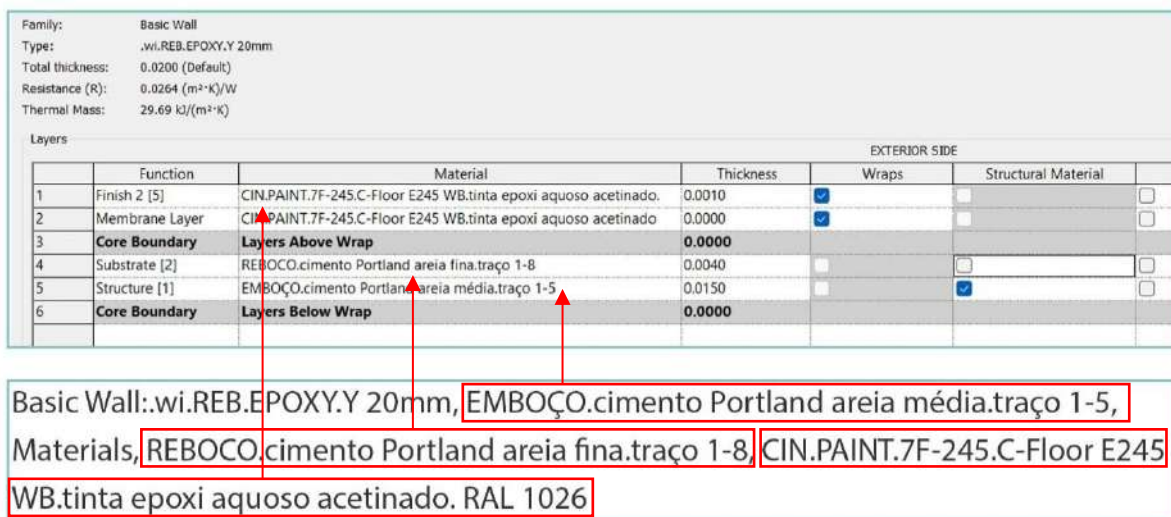 Family: Basic Wall
Type: .wi.REB.EPOXY.Y 20mm
Total thickness: 0.0200 (Default)
Resistance (R): 0.0264 (m²·K)/W
Thermal Mass: 29.69 kJ/(m²·K)
Layers
EXTERIOR SIDE
Function Material Thickness Wraps Structural Material
1 Finish 2 [5] CIN.PAINT.7F-245.C-Floor E245 WB.tinta epoxi aquoso acetinado. 0.0010
2 Membrane Layer CIN.PAINT.7F-245.C-Floor E245 WB.tinta epoxi aquoso acetinado 0.0000
3 Core Boundary Layers Above Wrap 0.0000
4 Substrate [2] REBOCO.cimento Portland areia fina.traço 1-8 0.0040
5 Structure [1] EMBOÇO.cimento Portland areia média.traço 1-5 0.0150
6 Core Boundary Layers Below Wrap 0.0000
Basic Wall:.wi.REB.EPOXY.Y 20mm, EMBOÇO.cimento Portland areia média.traço 1-5,
Materials, REBOCO.cimento Portland areia fina.traço 1-8, CIN.PAINT.7F-245.C-Floor E245
WB.tinta epoxi aquoso acetinado. RAL 1026